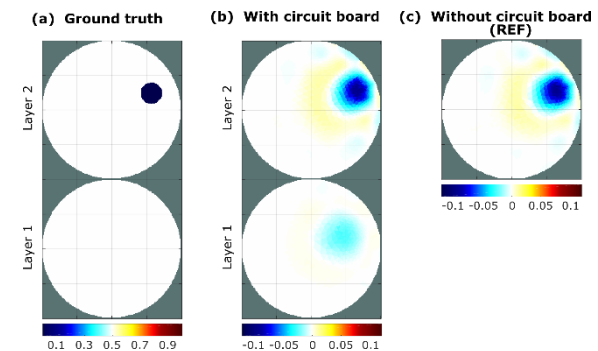 (a) Ground truth
(b) With circuit board
(c) Without circuit board
(REF)
Layer 2
Layer 2
Layer 1
Layer 1
-0.1 -0.05 0 0.05 0.1
0.1 0.3 0.5 0.7 0.9
-0.1 -0.05 0 0.05 0.1